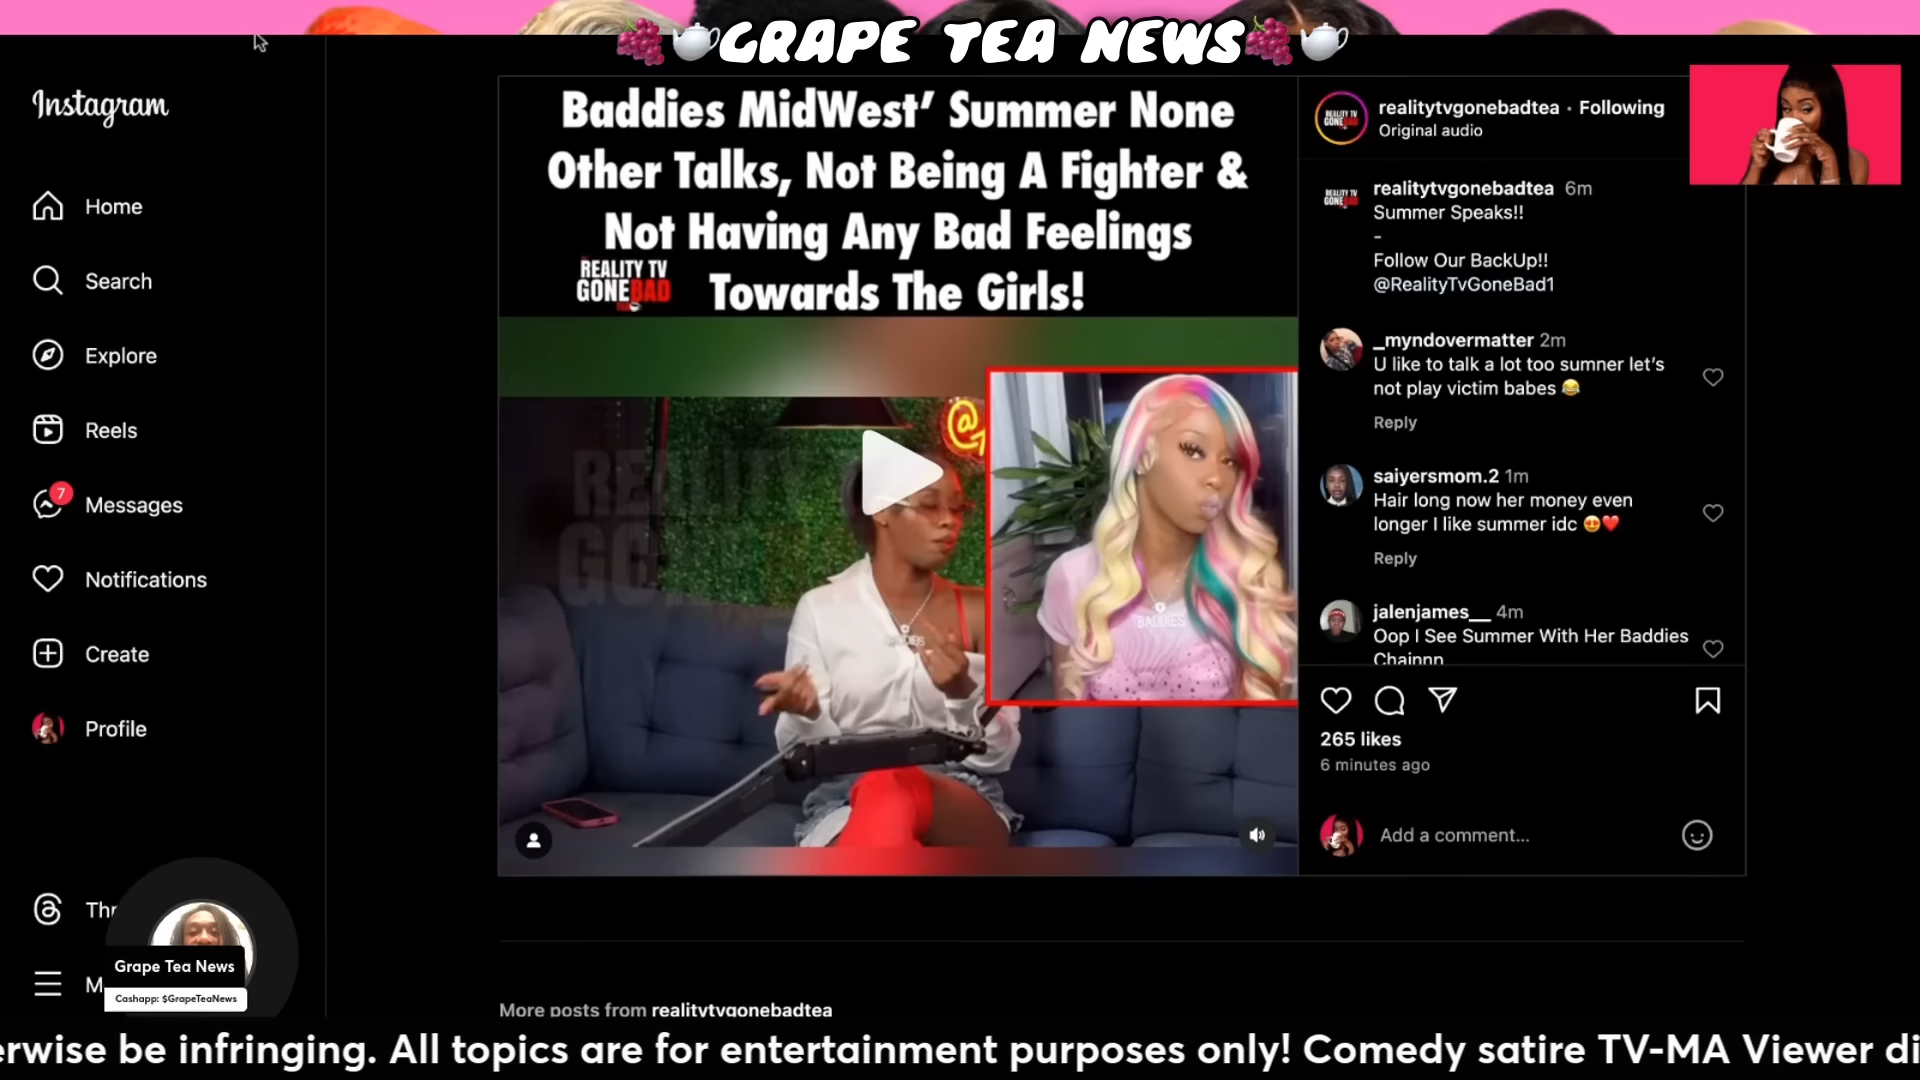 GRAPE TEA NEWS
Instagram
Home
Search
Explore
Reels
7
Messages
Notifications
Create
Profile
Grape Tea News
Cashapp: $GrapeTeaNews
Baddies MidWest' Summer None
Other Talks, Not Being A Fighter &
Not Having Any Bad Feelings
Towards The Girls!
REALITY TV
GONE BAD
REALITY
BADDIES
realitytvgonebadtea · Following
Original audio
realitytvgonebadtea 6m
Summer Speaks!!
-
Follow Our BackUp!!
@RealityTvGoneBad1
_myndovermatter 2m
U like to talk a lot too sumner let's
not play victim babes 😂
Reply
saiyersmom.2 1m
Hair long now her money even
longer I like summer idc 😍❤️
Reply
jalenjames__ 4m
Oop I See Summer With Her Baddies
Chainnn
265 likes
6 minutes ago
Add a comment...
More posts from realitytvgonebadtea
erwise be infringing. All topics are for entertainment purposes only! Comedy satire TV-MA Viewer di